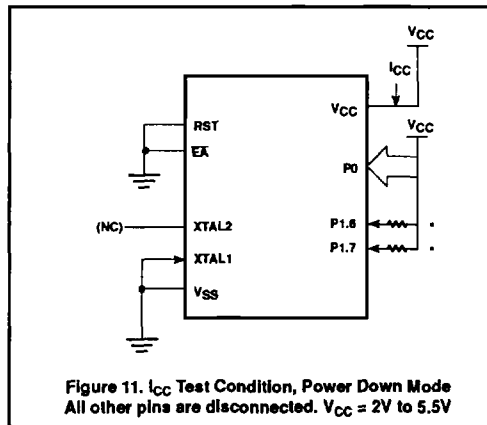 VCC
ICC
VCC
VCC
RST
EA
P0
(NC)
XTAL2
P1.6
*
XTAL1
P1.7
*
VSS
Figure 11. ICC Test Condition, Power Down Mode
All other pins are disconnected. VCC = 2V to 5.5V